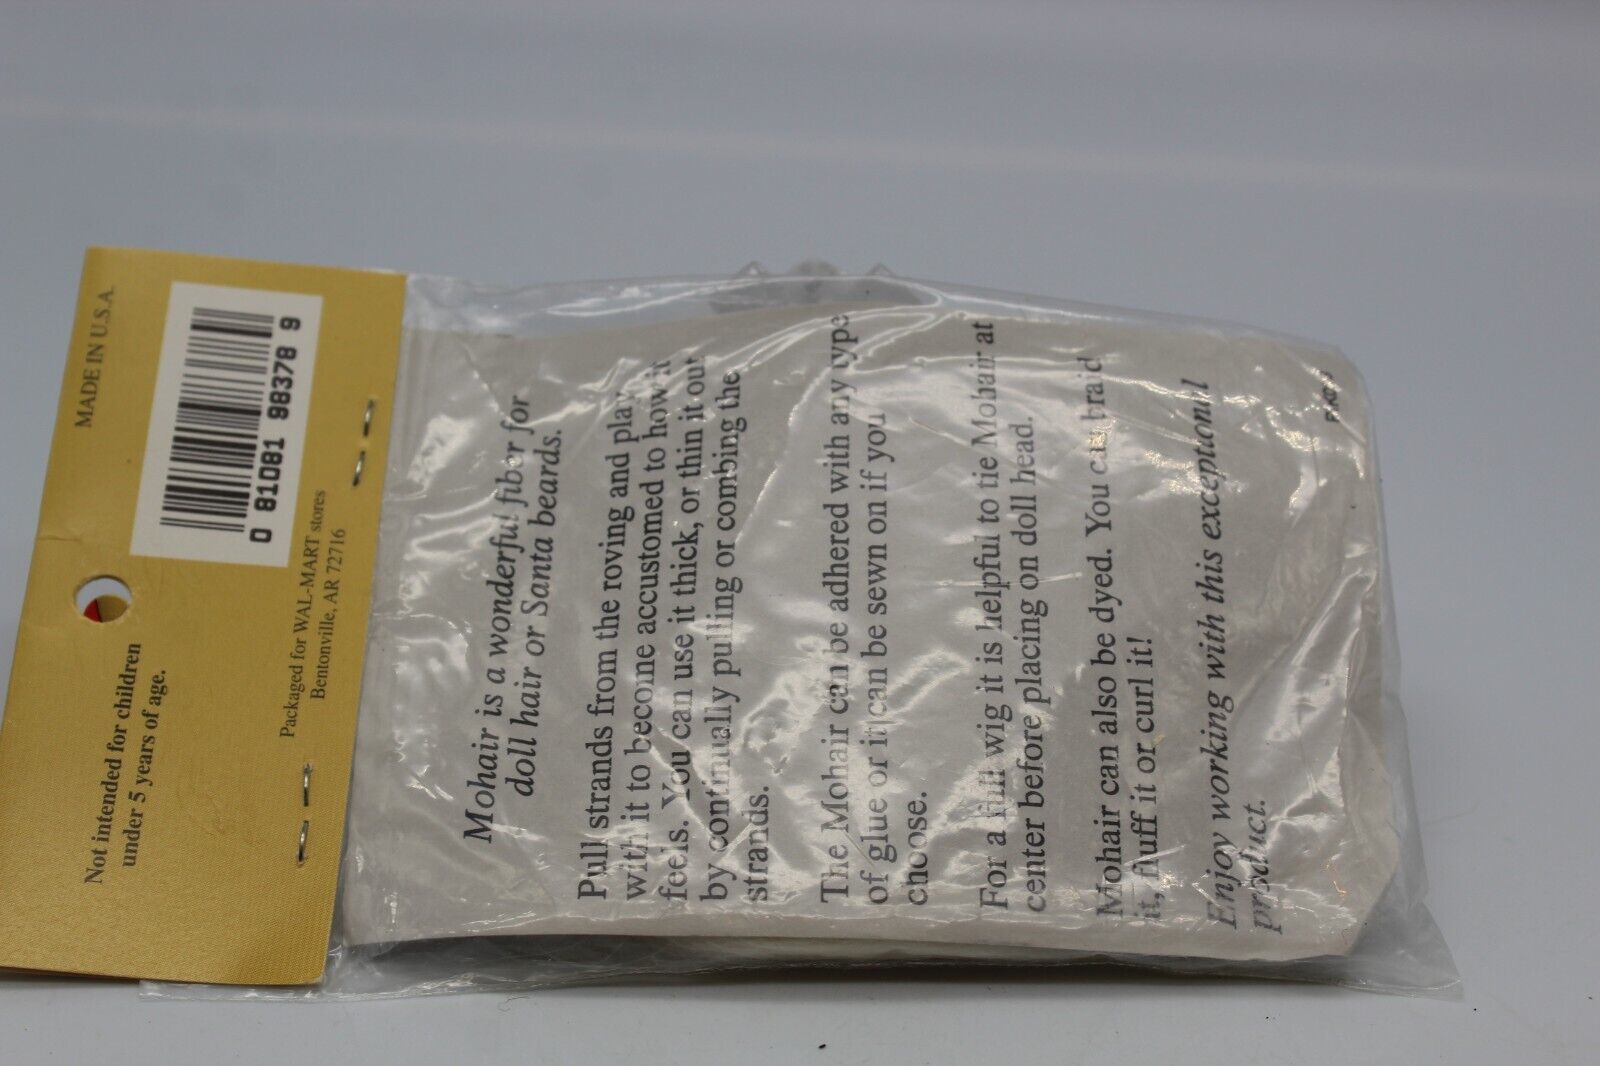 MADE IN U.S.A.
0 81081 98378 9
Not intended for children
under 5 years of age.
Packaged for WAL-MART stores
Bentonville, AR 72716
Mohair is a wonderful fiber for
doll hair or Santa beards.
Pull strands from the roving and play
with it to become accustomed to how it
feels. You can use it thick, or thin it out
by continually pulling or combing the
strands.
The Mohair can be adhered with any type
of glue or it can be sewn on if you
choose.
For a full wig it is helpful to tie Mohair at
center before placing on doll head.
Mohair can also be dyed. You can braid
it, fluff it or curl it!
Enjoy working with this exceptional
product.